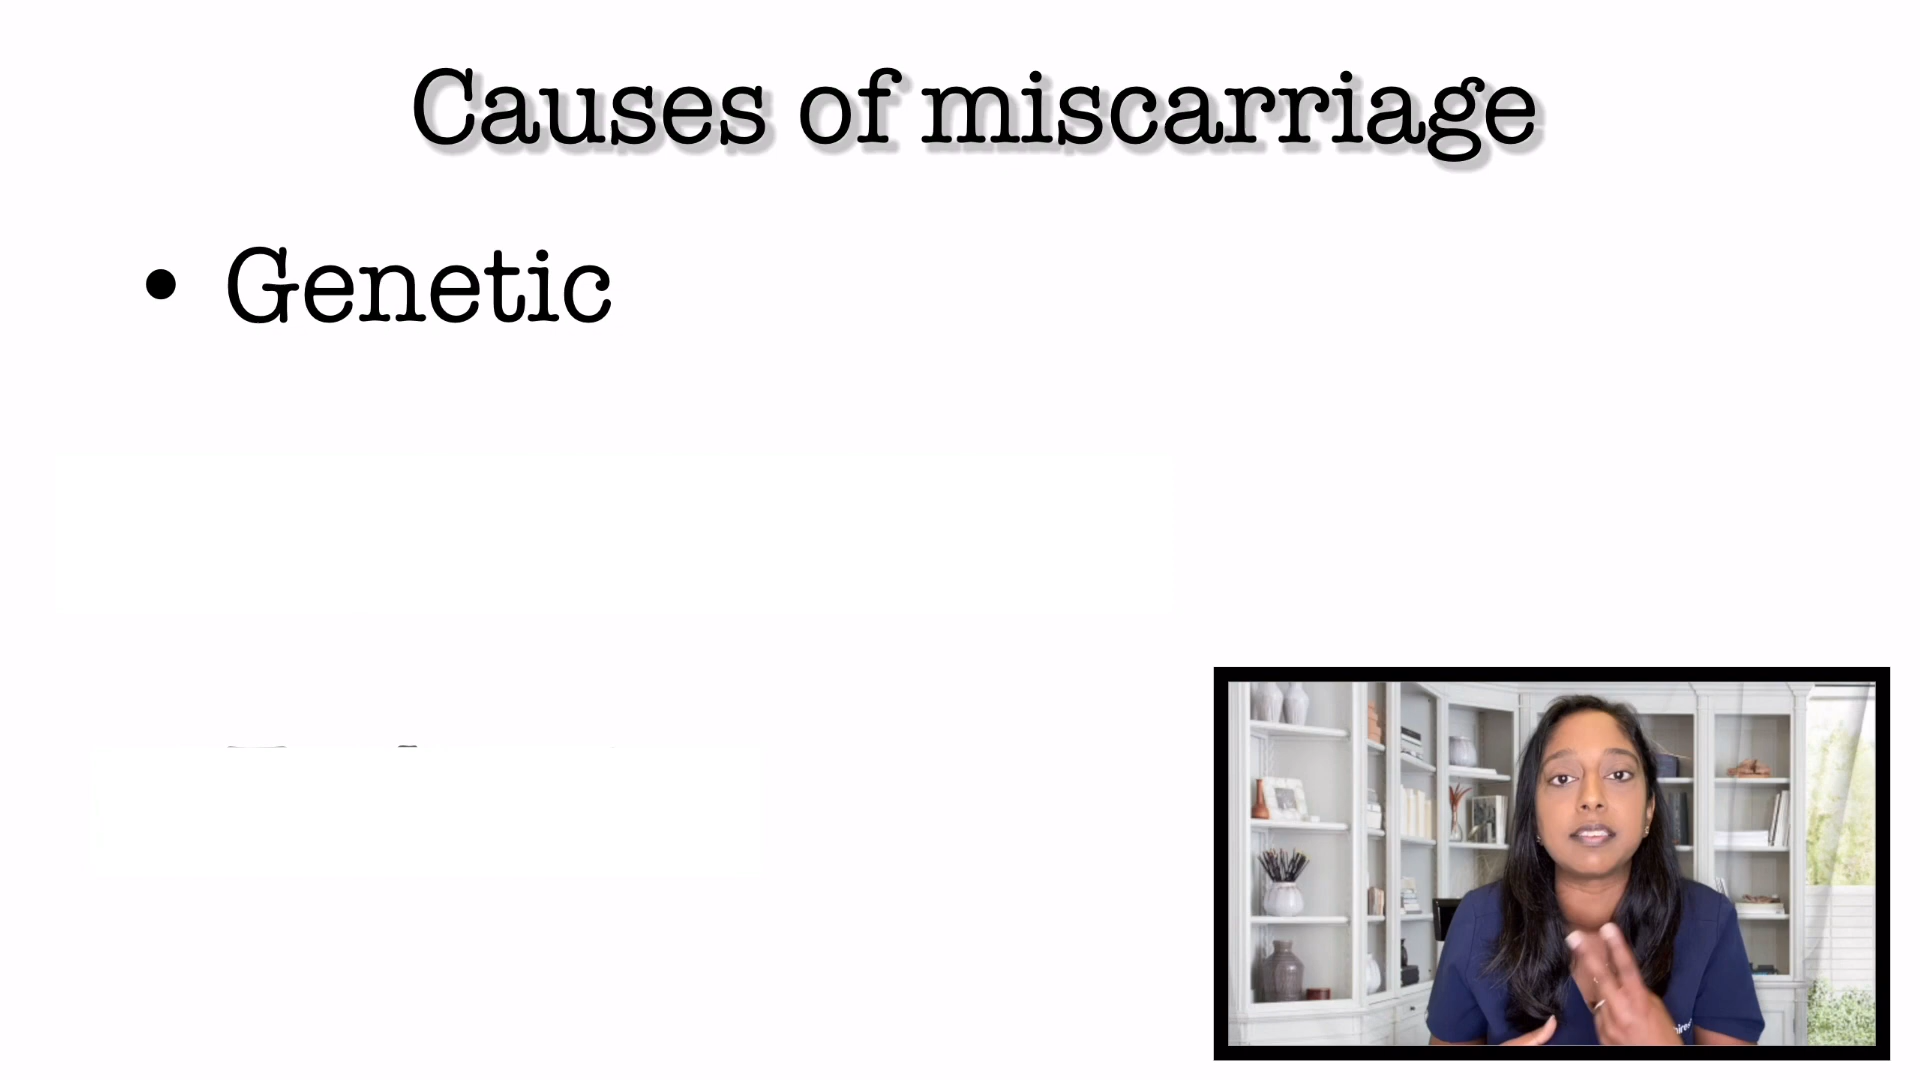 Causes of miscarriage
• Genetic